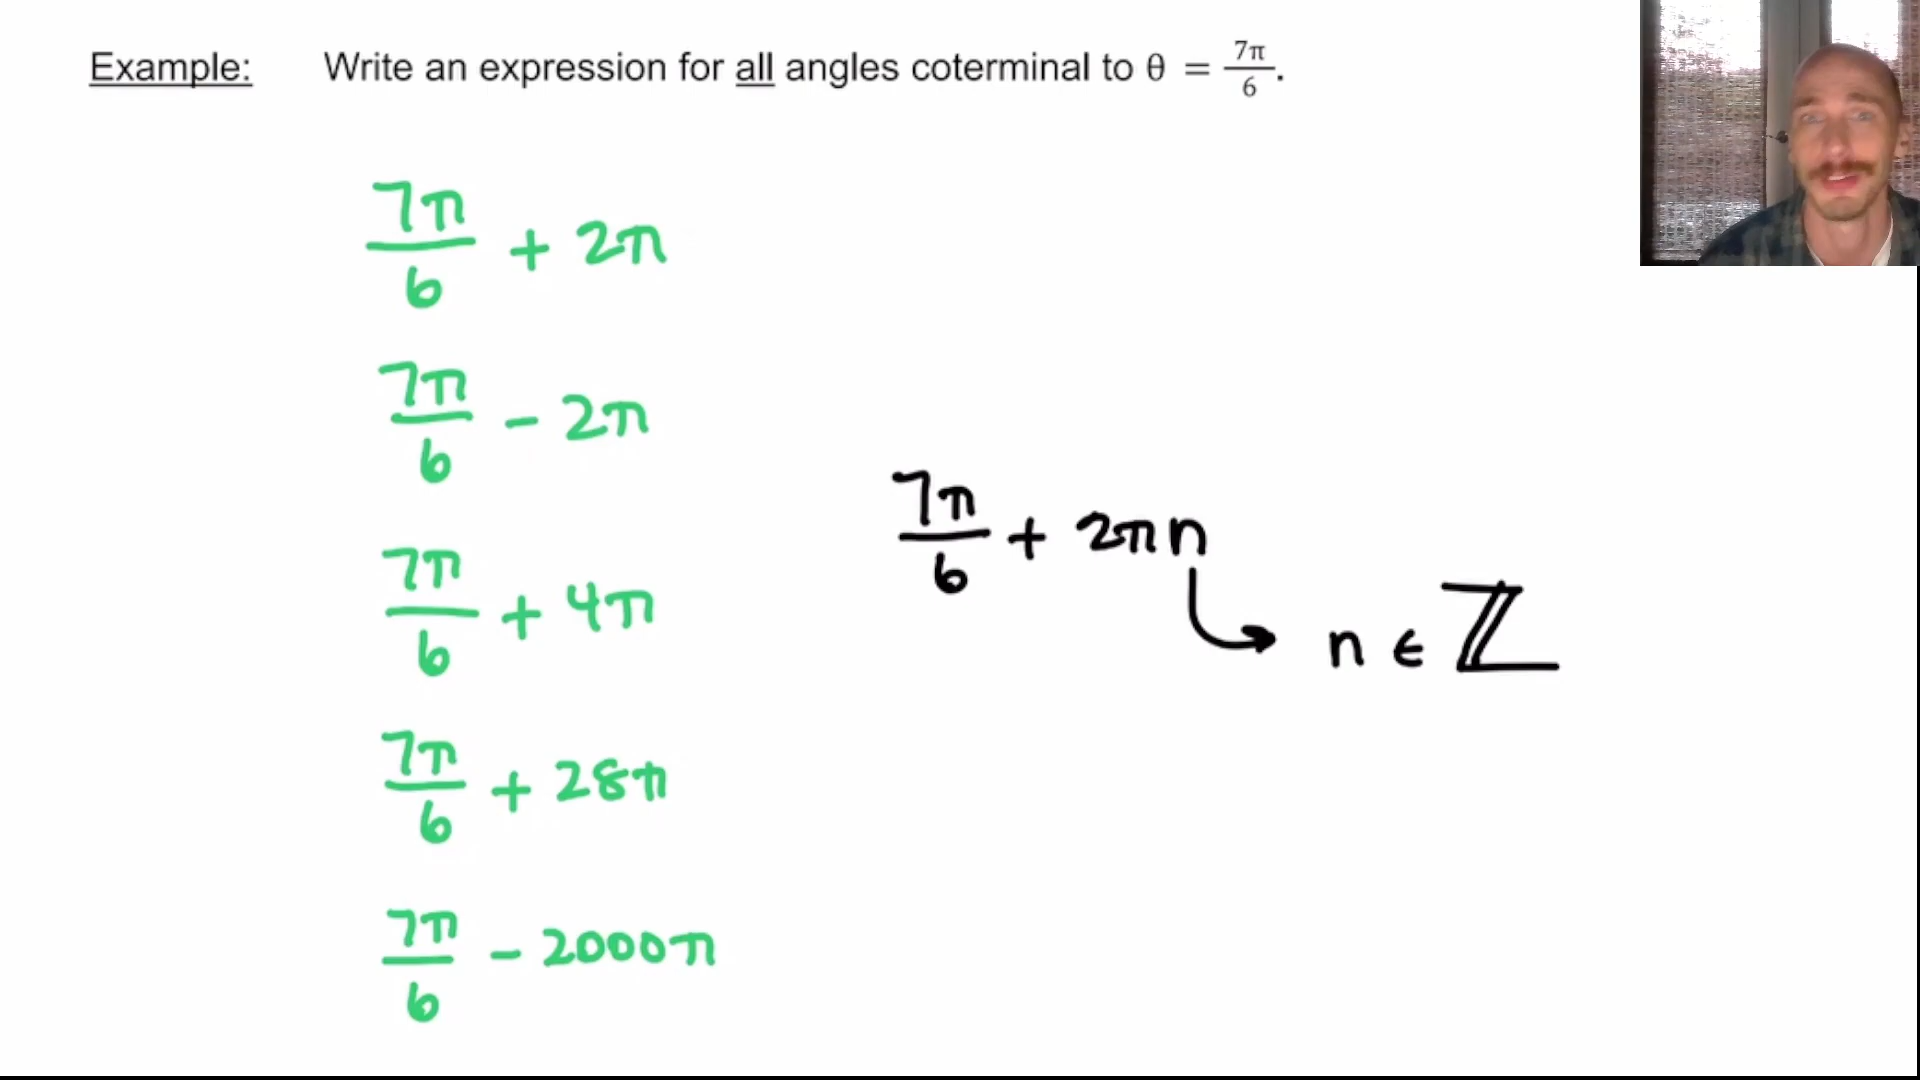 Example: Write an expression for all angles coterminal to θ = 7π/6.
7π/6 + 2π
7π/6 - 2π
7π/6 + 2πn
7π/6 + 4π
n ∈ ℤ
7π/6 + 28π
7π/6 - 2000π